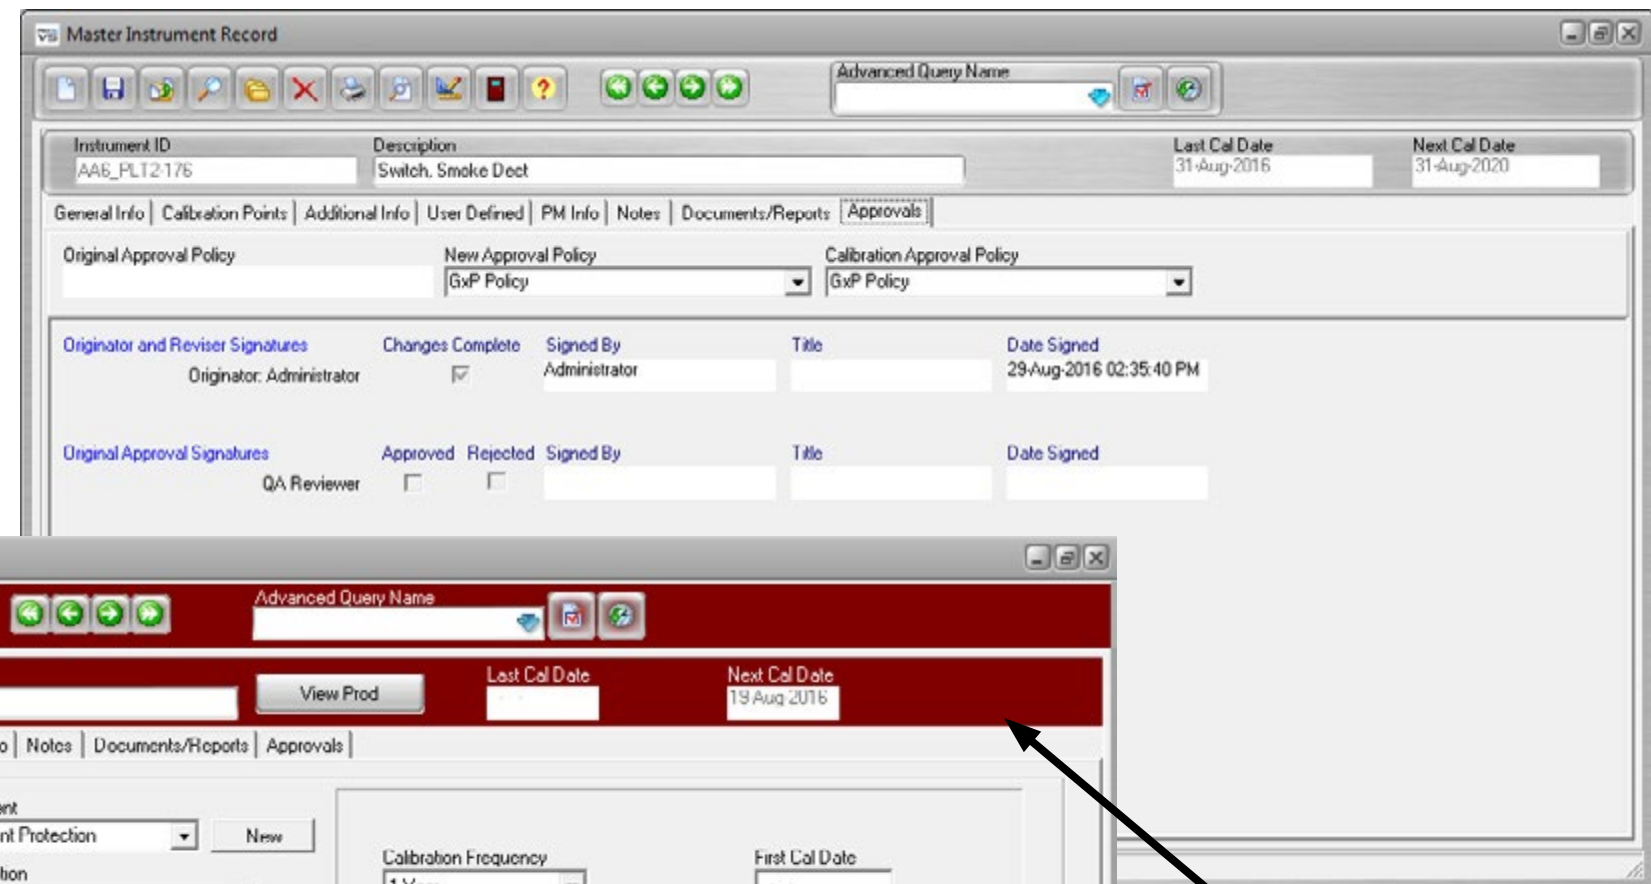 Master Instrument Record
Advanced Query Name
Instrument ID Description Last Cal Date Next Cal Date
AA6_PLT2-176 Switch, Smoke Dect 31-Aug-2016 31-Aug-2020
General Info Calibration Points Additional Info User Defined PM Info Notes Documents/Reports Approvals
Original Approval Policy New Approval Policy Calibration Approval Policy
GxP Policy GxP Policy
Originator and Reviser Signatures Changes Complete Signed By Title Date Signed
Originator: Administrator Administrator 29-Aug-2016 02:35:40 PM
Original Approval Signatures Approved Rejected Signed By Title Date Signed
QA Reviewer
Advanced Query Name
View Prod Last Cal Date Next Cal Date
19-Aug-2016
o Notes Documents/Reports Approvals
ent
nt Protection New
Calibration Frequency First Cal Date
tion
1 Year